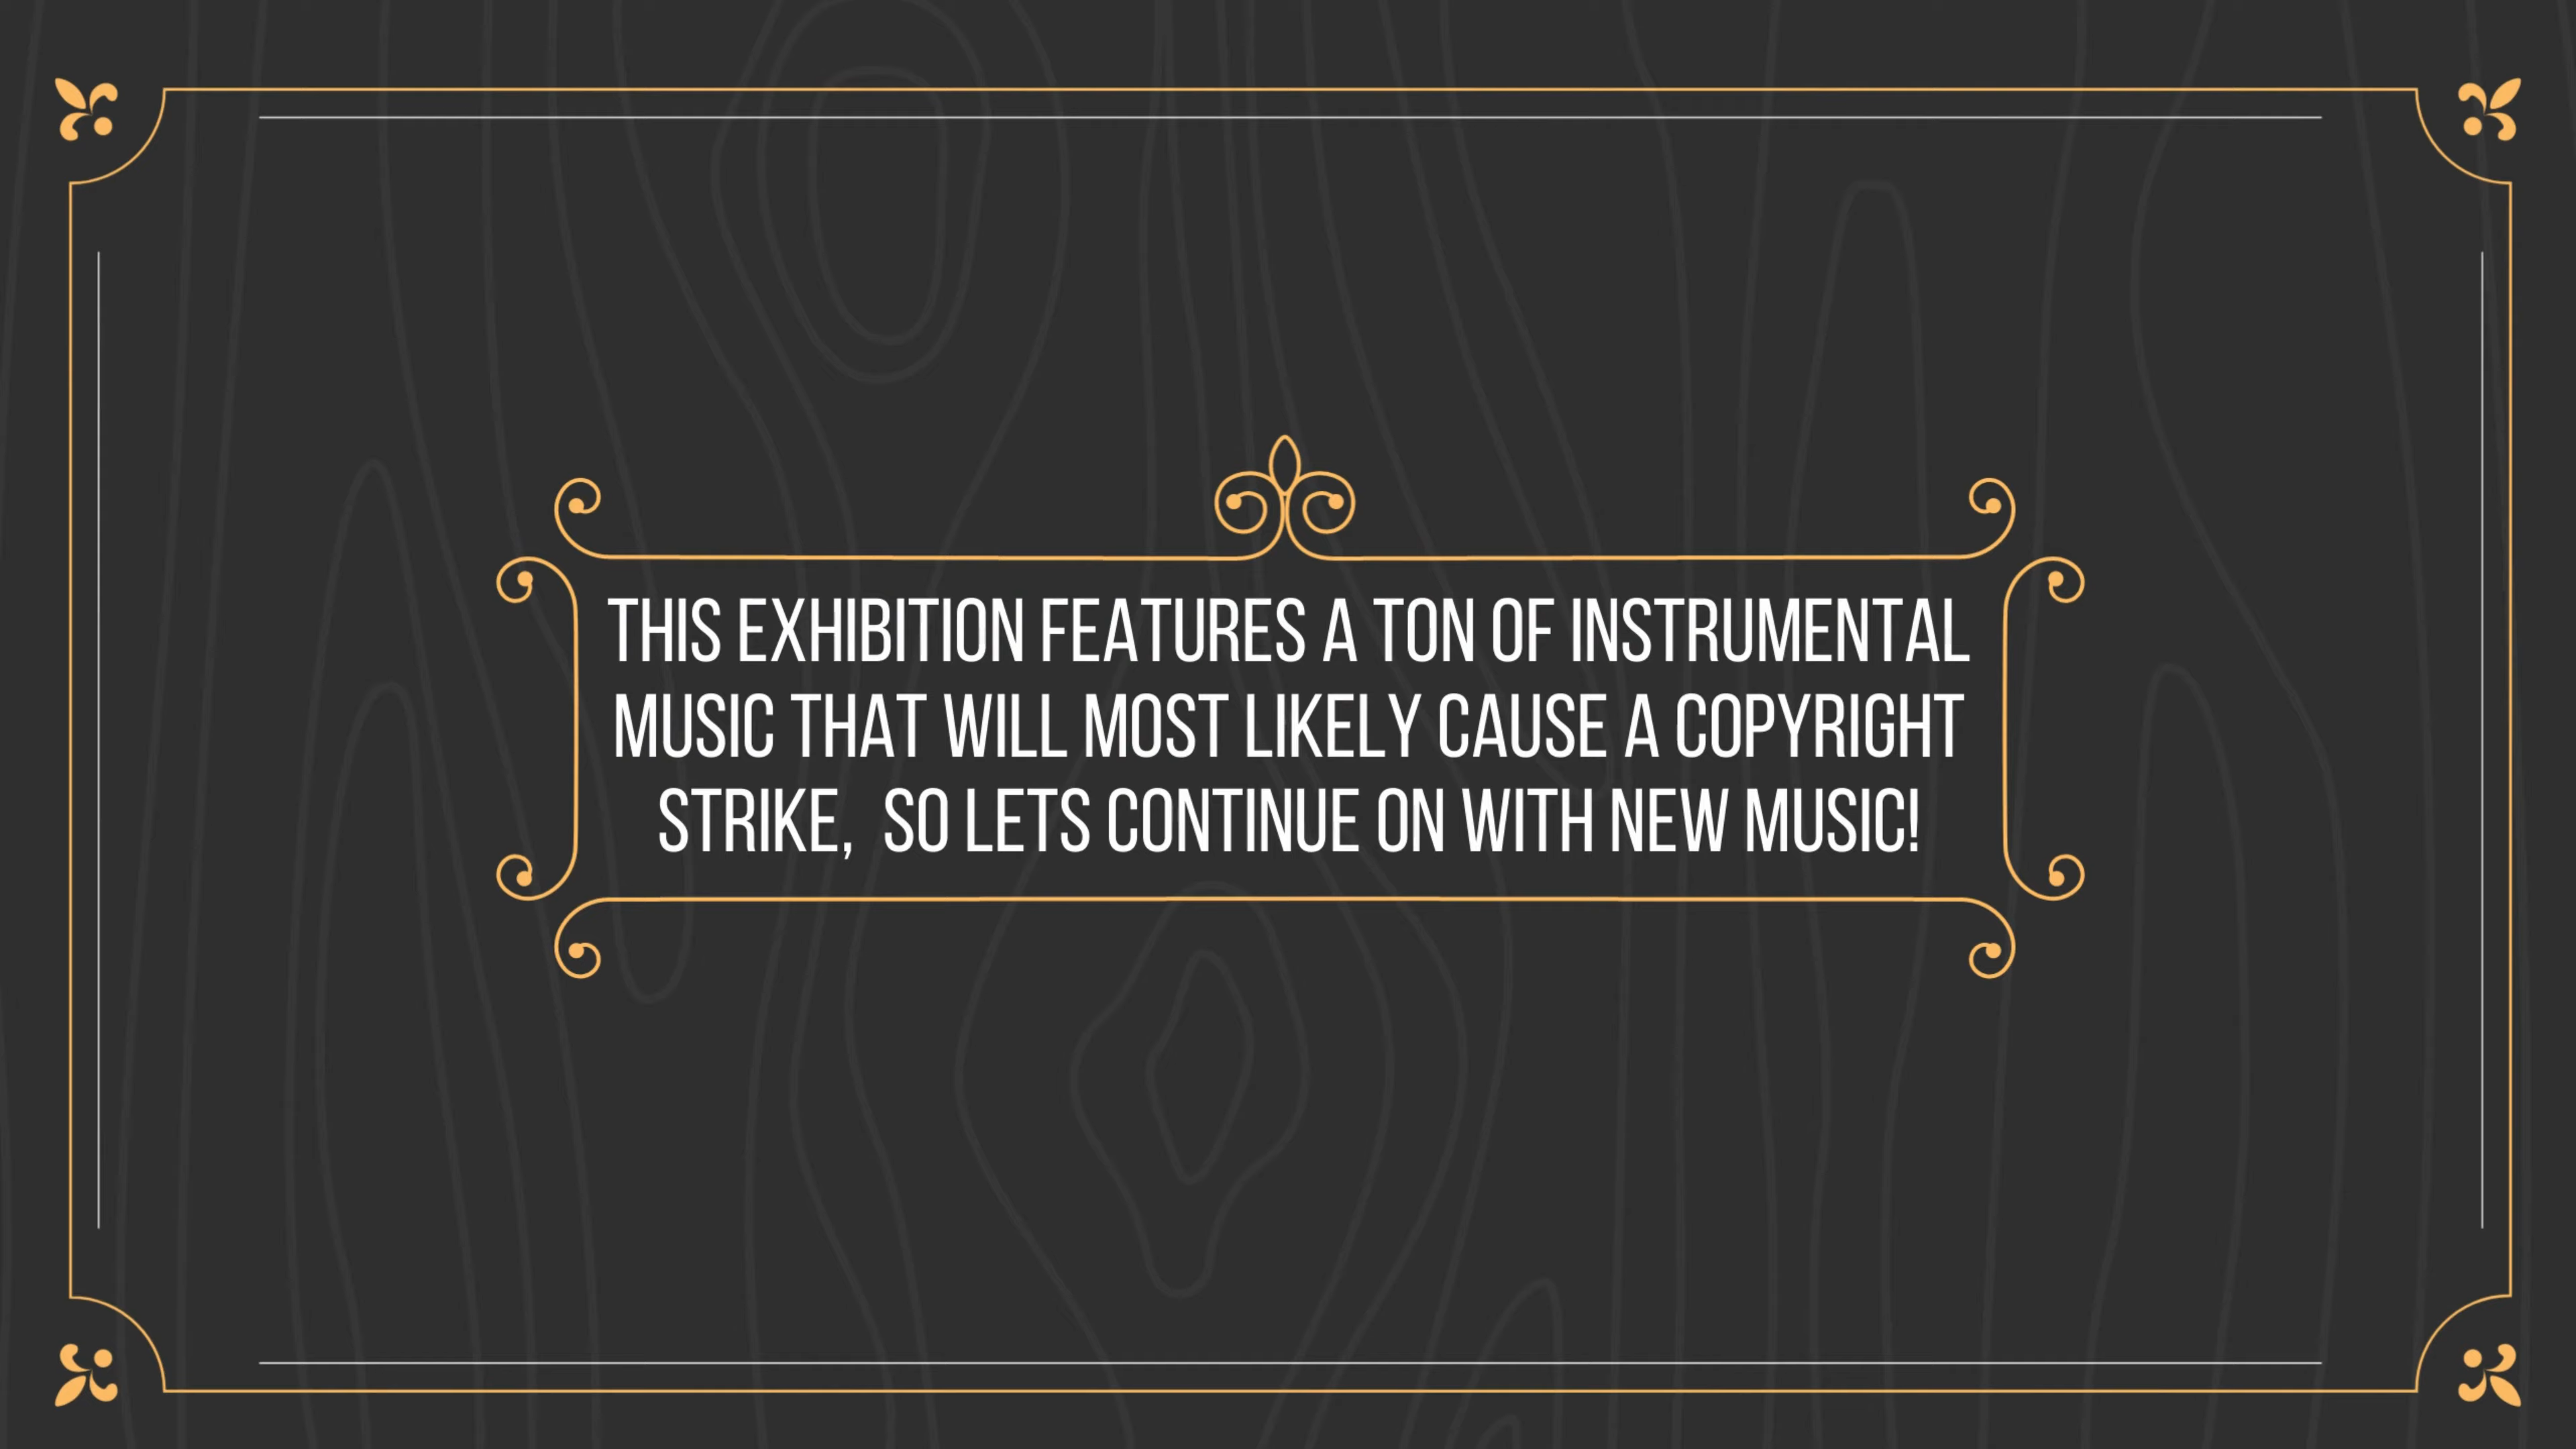 THIS EXHIBITION FEATURES A TON OF INSTRUMENTAL
MUSIC THAT WILL MOST LIKELY CAUSE A COPYRIGHT
STRIKE,  SO LETS CONTINUE ON WITH NEW MUSIC!